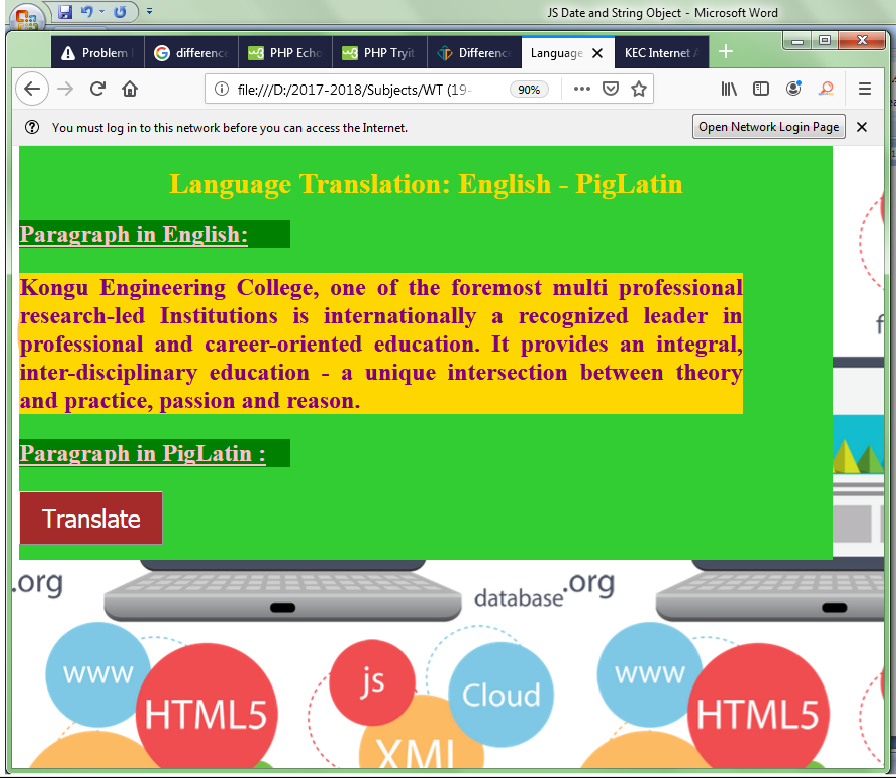 JS Date and String Object - Microsoft Word
Problem
difference
PHP Echo
PHP Tryit
Differenc
Language
KEC Internet A
file:///D:/2017-2018/Subjects/WT (19-
90%
You must log in to this network before you can access the Internet.
Open Network Login Page
Language Translation: English - PigLatin
Paragraph in English:
Kongu Engineering College, one of the foremost multi professional
research-led Institutions is internationally a recognized leader in
professional and career-oriented education. It provides an integral,
inter-disciplinary education - a unique intersection between theory
and practice, passion and reason.
Paragraph in PigLatin :
Translate
.org
database
.org
www
HTML5
js
Cloud
XML
www
HTML5